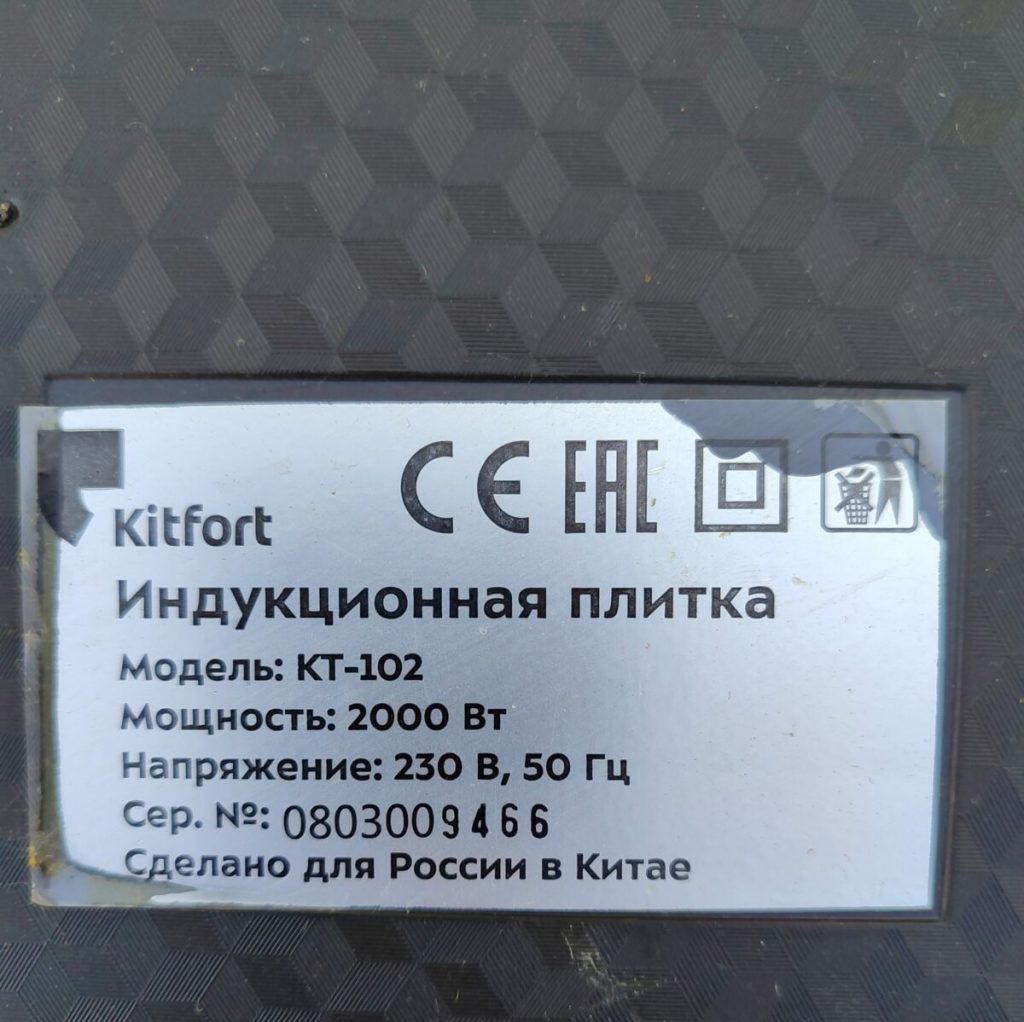 Kitfort CE EAC
Индукционная плитка
Модель: КТ-102
Мощность: 2000 Вт
Напряжение: 230 В, 50 Гц
Сер. №: 0803009466
Сделано для России в Китае